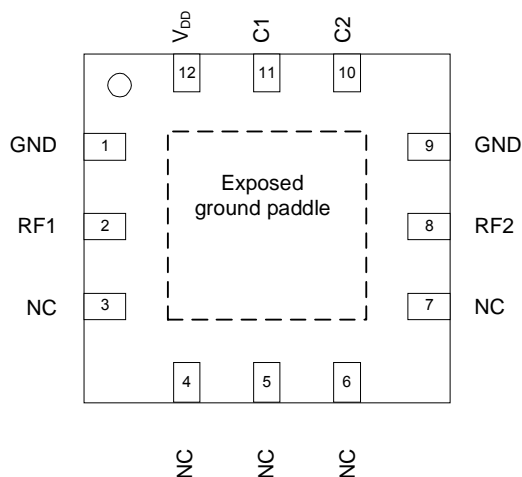 VDD C1 C2
12 11 10
GND 1 9 GND
Exposed
ground paddle
RF1 2 8 RF2
NC 3 7 NC
4 5 6
NC NC NC